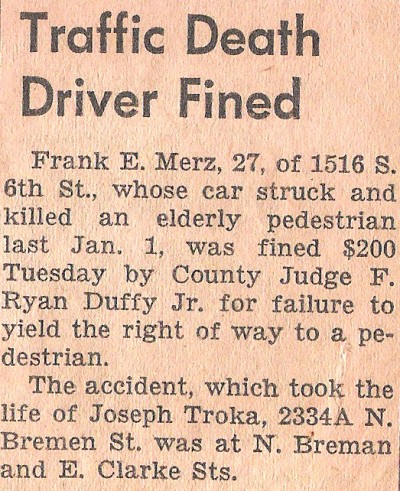 Traffic Death
Driver Fined
Frank E. Merz, 27, of 1516 S.
6th St., whose car struck and
killed an elderly pedestrian
last Jan. 1, was fined $200
Tuesday by County Judge F.
Ryan Duffy Jr. for failure to
yield the right of way to a pe-
destrian.
The accident, which took the
life of Joseph Troka, 2334A N.
Bremen St. was at N. Breman
and E. Clarke Sts.